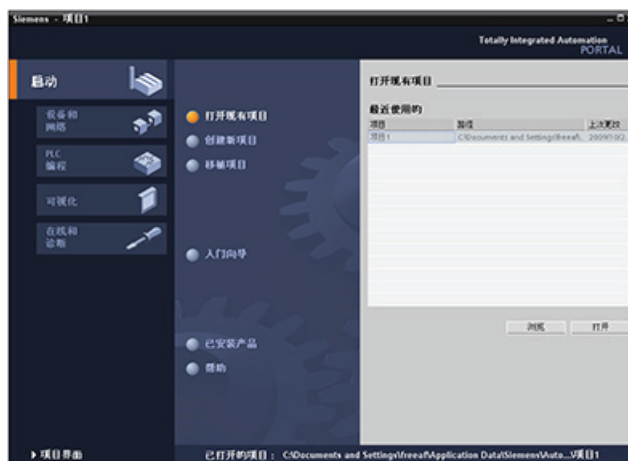 Siemens - 项目1
Totally Integrated Automation
PORTAL
启动
设备和
网络
PLC
编程
可视化
在线和
诊断
打开现有项目
创建新项目
移植项目
入门向导
已安装产品
帮助
打开现有项目
最近使用的
项目 路径 上次更改
项目1 C:\Documents and Settings\freeaf\.. 2009/10/2..
浏览 打开
项目界面
已打开的项目: C:\Documents and Settings\freeaf\Application Data\Siemens\Auto...\项目1